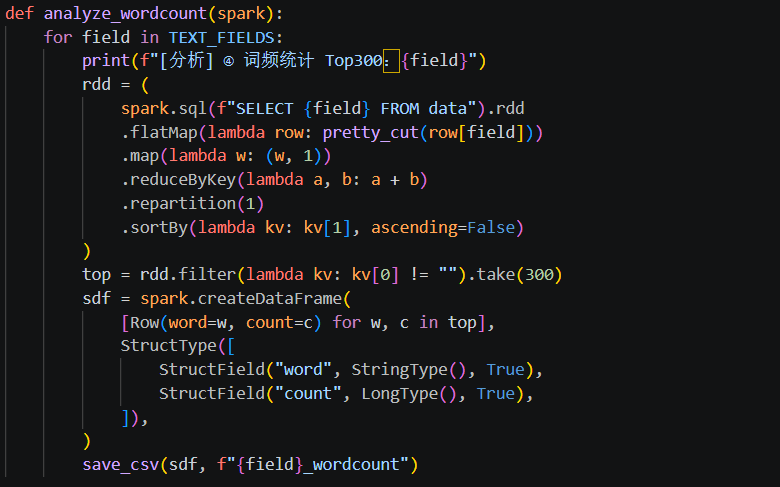 def analyze_wordcount(spark):
    for field in TEXT_FIELDS:
        print(f"[分析] ④ 词频统计 Top300：{field}")
        rdd = (
            spark.sql(f"SELECT {field} FROM data").rdd
            .flatMap(lambda row: pretty_cut(row[field]))
            .map(lambda w: (w, 1))
            .reduceByKey(lambda a, b: a + b)
            .repartition(1)
            .sortBy(lambda kv: kv[1], ascending=False)
        )
        top = rdd.filter(lambda kv: kv[0] != "").take(300)
        sdf = spark.createDataFrame(
            [Row(word=w, count=c) for w, c in top],
            StructType([
                StructField("word", StringType(), True),
                StructField("count", LongType(), True),
            ]),
        )
        save_csv(sdf, f"{field}_wordcount")